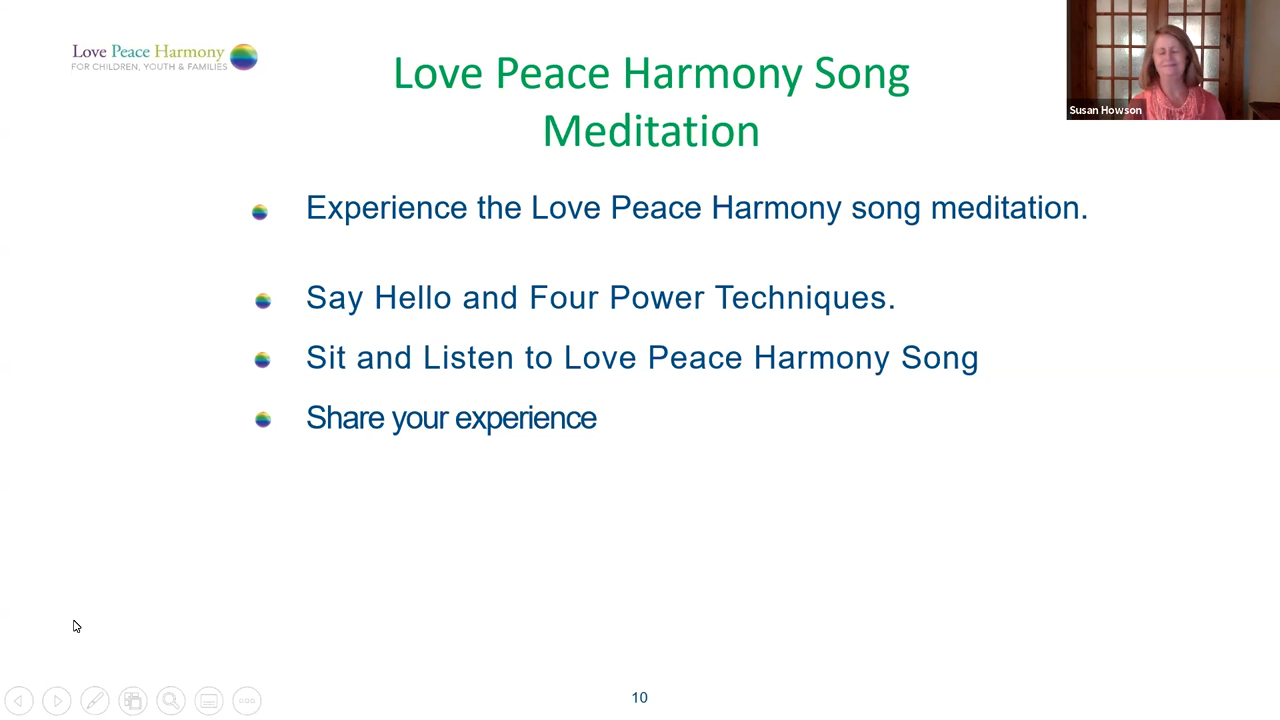 Love Peace Harmony
FOR CHILDREN, YOUTH & FAMILIES
Love Peace Harmony Song
Meditation
Susan Howson
Experience the Love Peace Harmony song meditation.
Say Hello and Four Power Techniques.
Sit and Listen to Love Peace Harmony Song
Share your experience
10